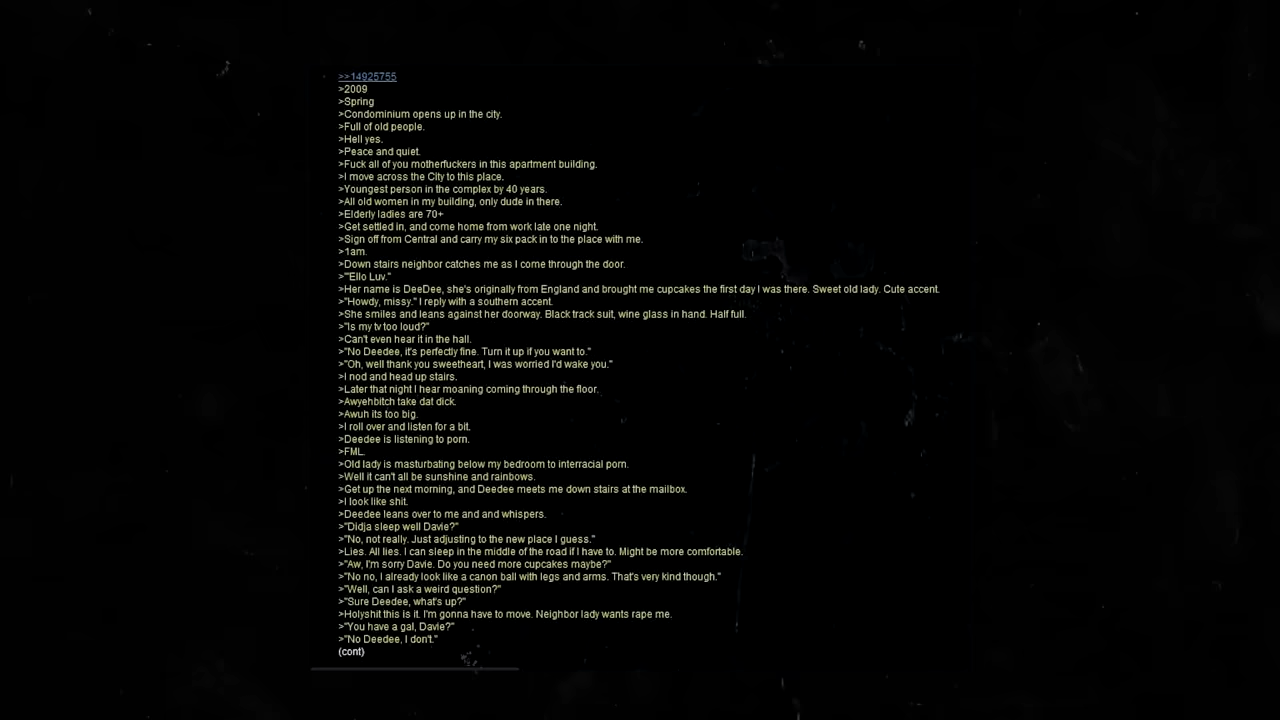 >>14925755
>2009
>Spring
>Condominium opens up in the city.
>Full of old people.
>Hell yes.
>Peace and quiet.
>Fuck all of you motherfuckers in this apartment building.
>I move across the City to this place.
>Youngest person in the complex by 40 years.
>All old women in my building, only dude in there.
>Elderly ladies are 70+
>Get settled in, and come home from work late one night.
>Sign off from Central and carry my six pack in to the place with me.
>1am.
>Down stairs neighbor catches me as I come through the door.
>"'Ello Luv."
>Her name is DeeDee, she's originally from England and brought me cupcakes the first day I was there. Sweet old lady. Cute accent.
>"Howdy, missy." I reply with a southern accent.
>She smiles and leans against her doorway. Black track suit, wine glass in hand. Half full.
>"Is my tv too loud?"
>Can't even hear it in the hall.
>"No Deedee, it's perfectly fine. Turn it up if you want to."
>"Oh, well thank you sweetheart, I was worried I'd wake you."
>I nod and head up stairs.
>Later that night I hear moaning coming through the floor.
>Awyehbitch take dat dick.
>Awuh its too big.
>I roll over and listen for a bit.
>Deedee is listening to porn.
>FML.
>Old lady is masturbating below my bedroom to interracial porn.
>Well it can't all be sunshine and rainbows.
>Get up the next morning, and Deedee meets me down stairs at the mailbox.
>I look like shit.
>Deedee leans over to me and and whispers.
>"Didja sleep well Davie?"
>"No, not really. Just adjusting to the new place I guess."
>Lies. All lies. I can sleep in the middle of the road if I have to. Might be more comfortable.
>"Aw, I'm sorry Davie. Do you need more cupcakes maybe?"
>"No no, I already look like a canon ball with legs and arms. That's very kind though."
>"Well, can I ask a weird question?"
>"Sure Deedee, what's up?"
>Holyshit this is it. I'm gonna have to move. Neighbor lady wants rape me.
>"You have a gal, Davie?"
>"No Deedee, I don't."
(cont)